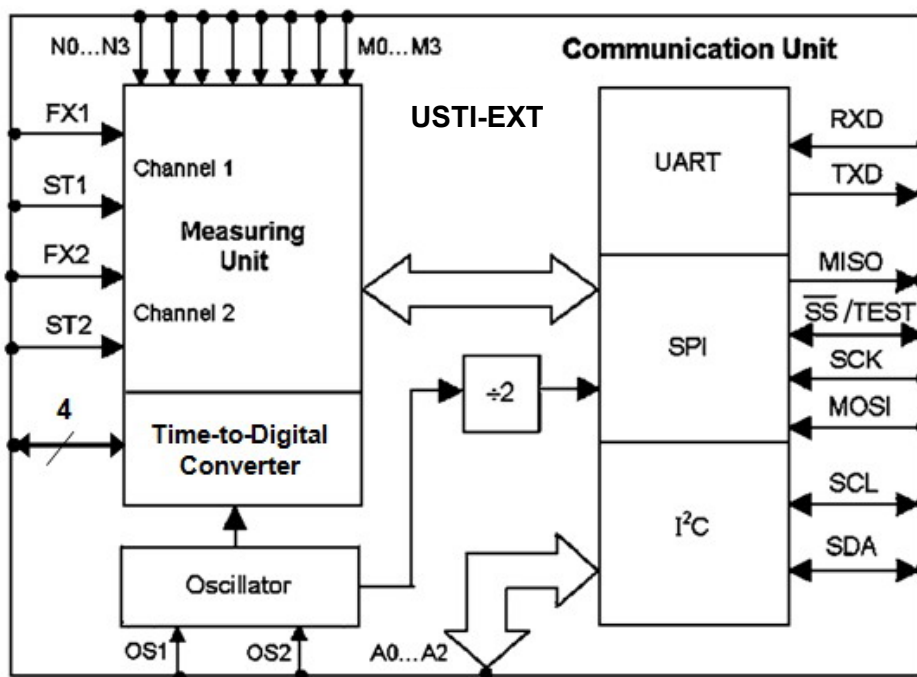 N0...N3
M0...M3
Communication Unit
USTI-EXT
FX1
ST1
FX2
ST2
4
Channel 1
Measuring
Unit
Channel 2
Time-to-Digital
Converter
Oscillator
OS1
OS2
÷2
A0...A2
UART
SPI
I²C
RXD
TXD
MISO
S̅S̅/TEST
SCK
MOSI
SCL
SDA